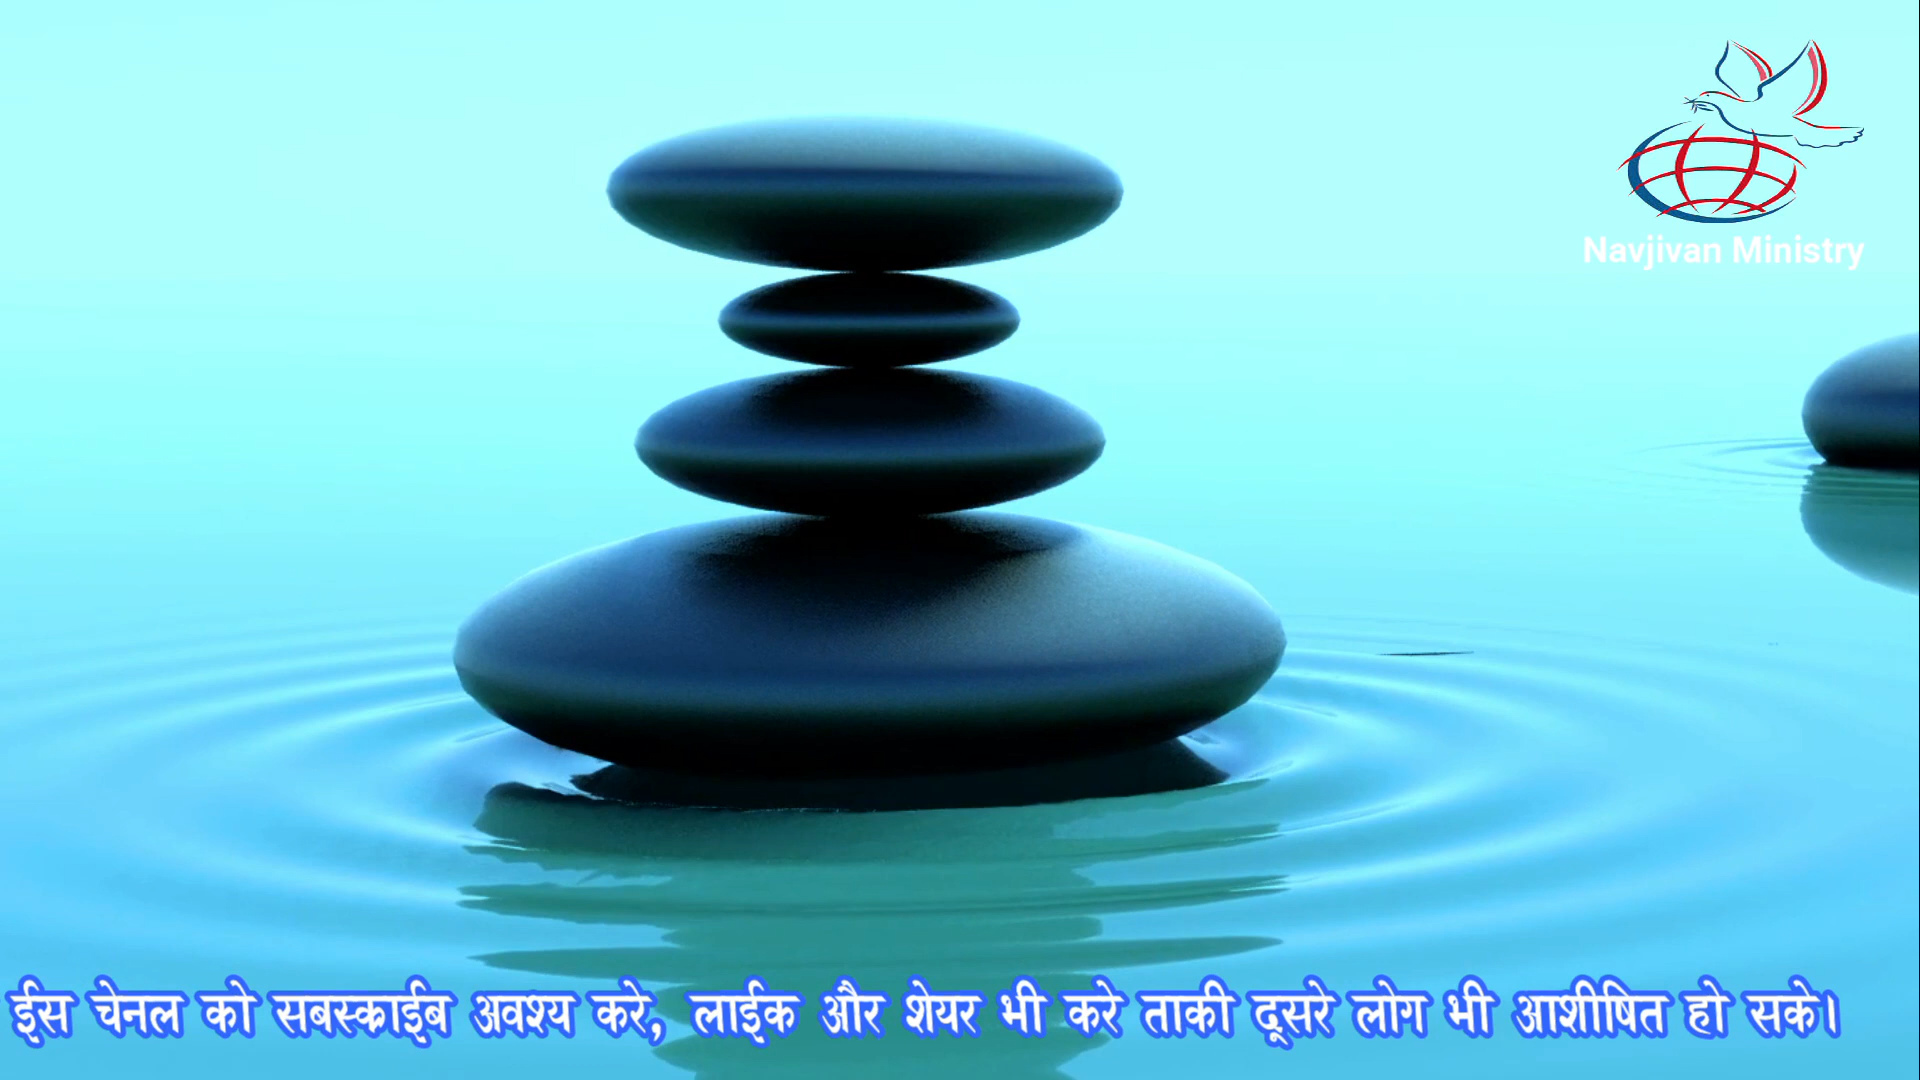 Navjivan Ministry
ईस चेनल को सबस्क्राईब अवश्य करे, लाईक और शेयर भी करे ताकी दूसरे लोग भी आशीषित हो सके।